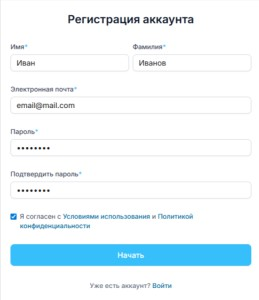 Регистрация аккаунта
Имя* Фамилия*
Иван Иванов
Электронная почта*
email@mail.com
Пароль*
••••••••
Подтвердить пароль*
••••••••
Я согласен с Условиями использования и Политикой
конфиденциальности
Начать
Уже есть аккаунт? Войти